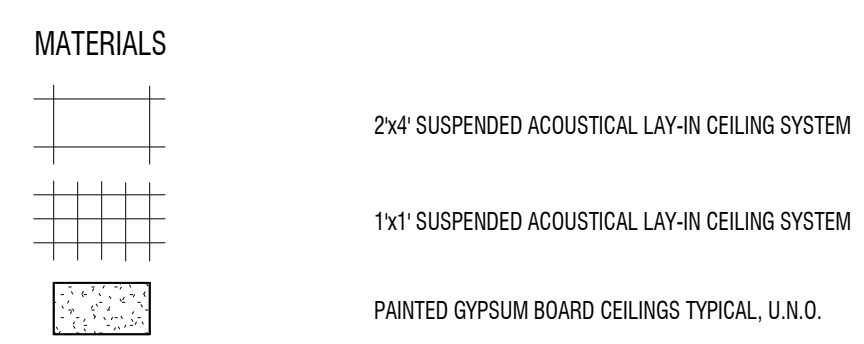 MATERIALS
2'x4' SUSPENDED ACOUSTICAL LAY-IN CEILING SYSTEM
1'x1' SUSPENDED ACOUSTICAL LAY-IN CEILING SYSTEM
PAINTED GYPSUM BOARD CEILINGS TYPICAL, U.N.O.